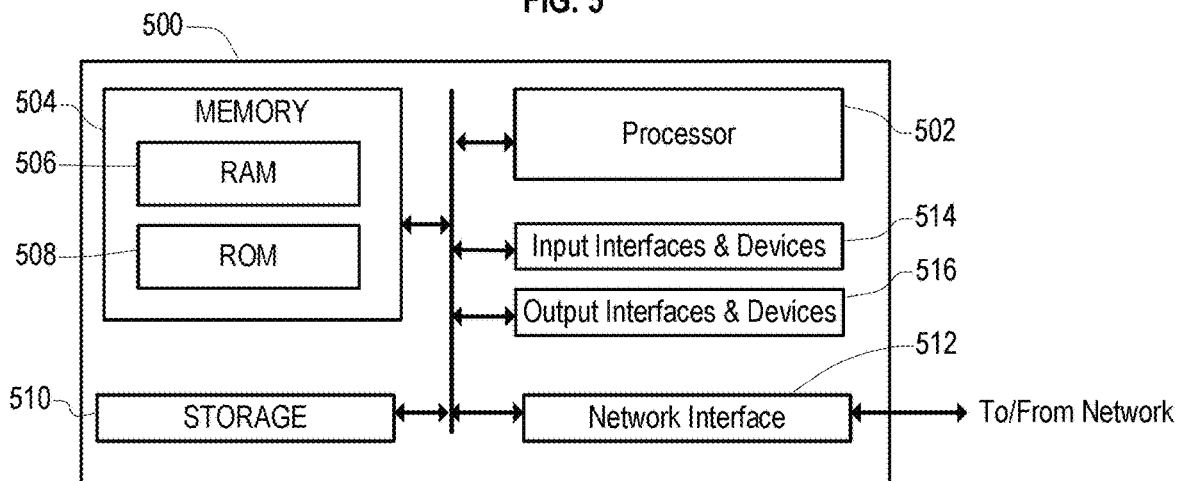 FIG. 5
500
504
MEMORY
506
RAM
508
ROM
Processor
502
514
Input Interfaces & Devices
516
Output Interfaces & Devices
512
510
STORAGE
Network Interface
To/From Network